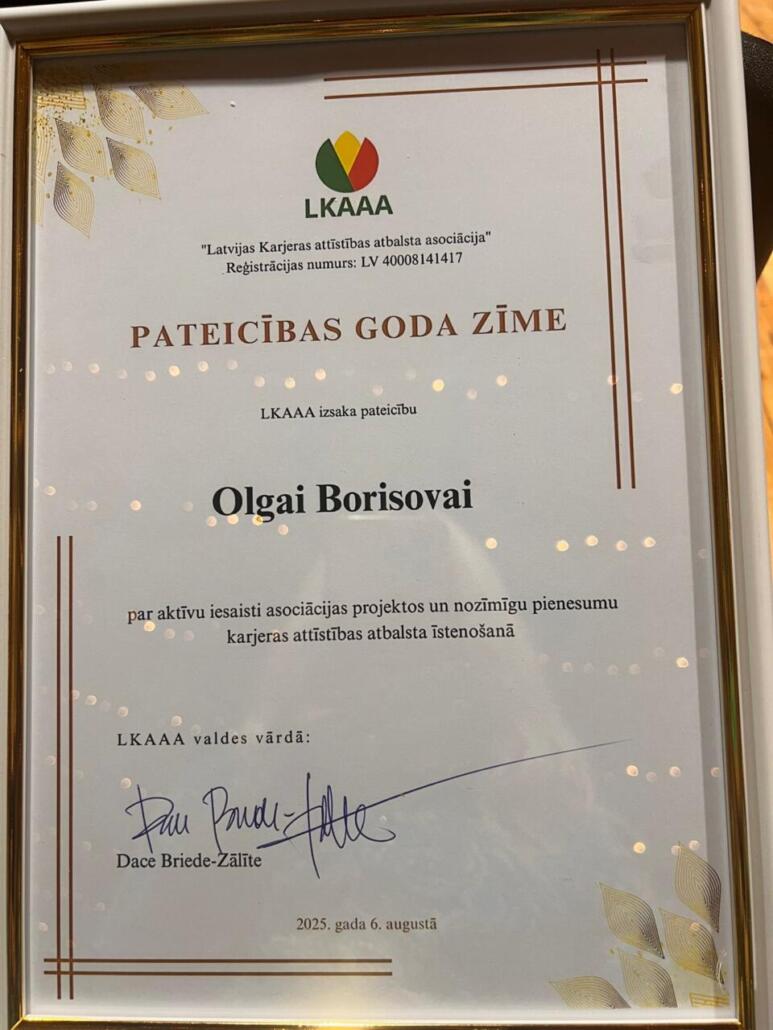 LKAAA
"Latvijas Karjeras attīstības atbalsta asociācija"
Reģistrācijas numurs: LV 40008141417
PATEICĪBAS GODA ZĪME
LKAAA izsaka pateicību
Olgai Borisovai
par aktīvu iesaisti asociācijas projektos un nozīmīgu pienesumu
karjeras attīstības atbalsta īstenošanā
LKAAA valdes vārdā:
Dace Briede-Zālīte
2025. gada 6. augustā